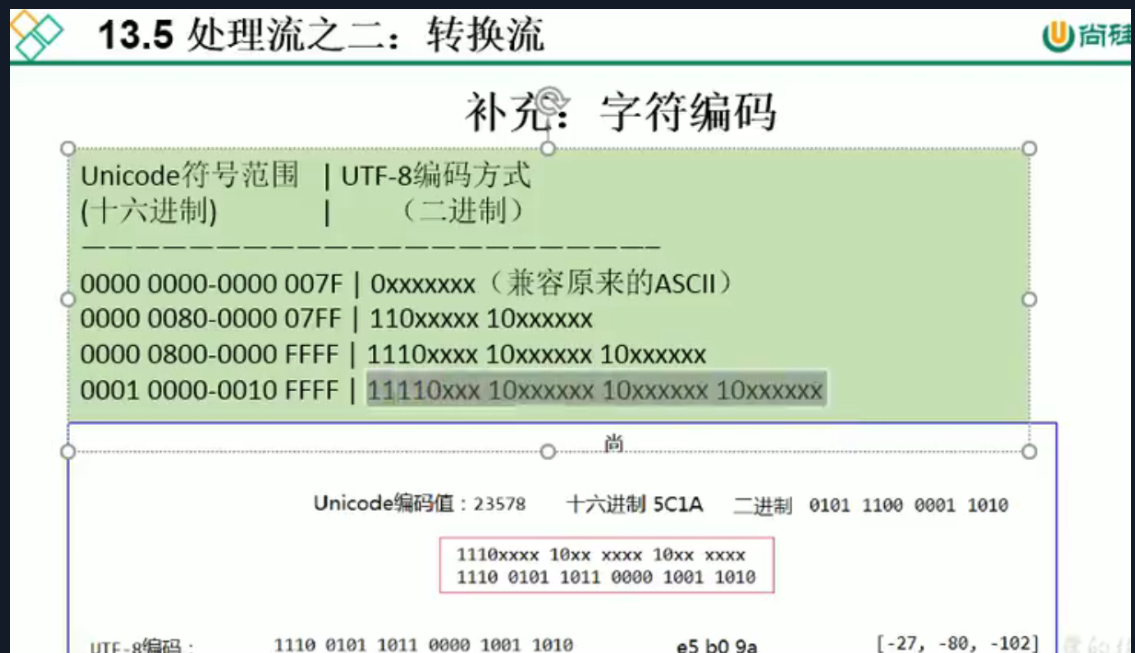 13.5 处理流之二：转换流
尚硅
补充：字符编码
Unicode符号范围 | UTF-8编码方式
(十六进制) | （二进制）
——————————————————————
0000 0000-0000 007F | 0xxxxxxx（兼容原来的ASCII）
0000 0080-0000 07FF | 110xxxxx 10xxxxxx
0000 0800-0000 FFFF | 1110xxxx 10xxxxxx 10xxxxxx
0001 0000-0010 FFFF | 11110xxx 10xxxxxx 10xxxxxx 10xxxxxx
尚
Unicode编码值：23578 十六进制 5C1A 二进制 0101 1100 0001 1010
1110xxxx 10xx xxxx 10xx xxxx
1110 0101 1011 0000 1001 1010
UTF-8编码： 1110 0101 1011 0000 1001 1010 e5 b0 9a [-27, -80, -102]